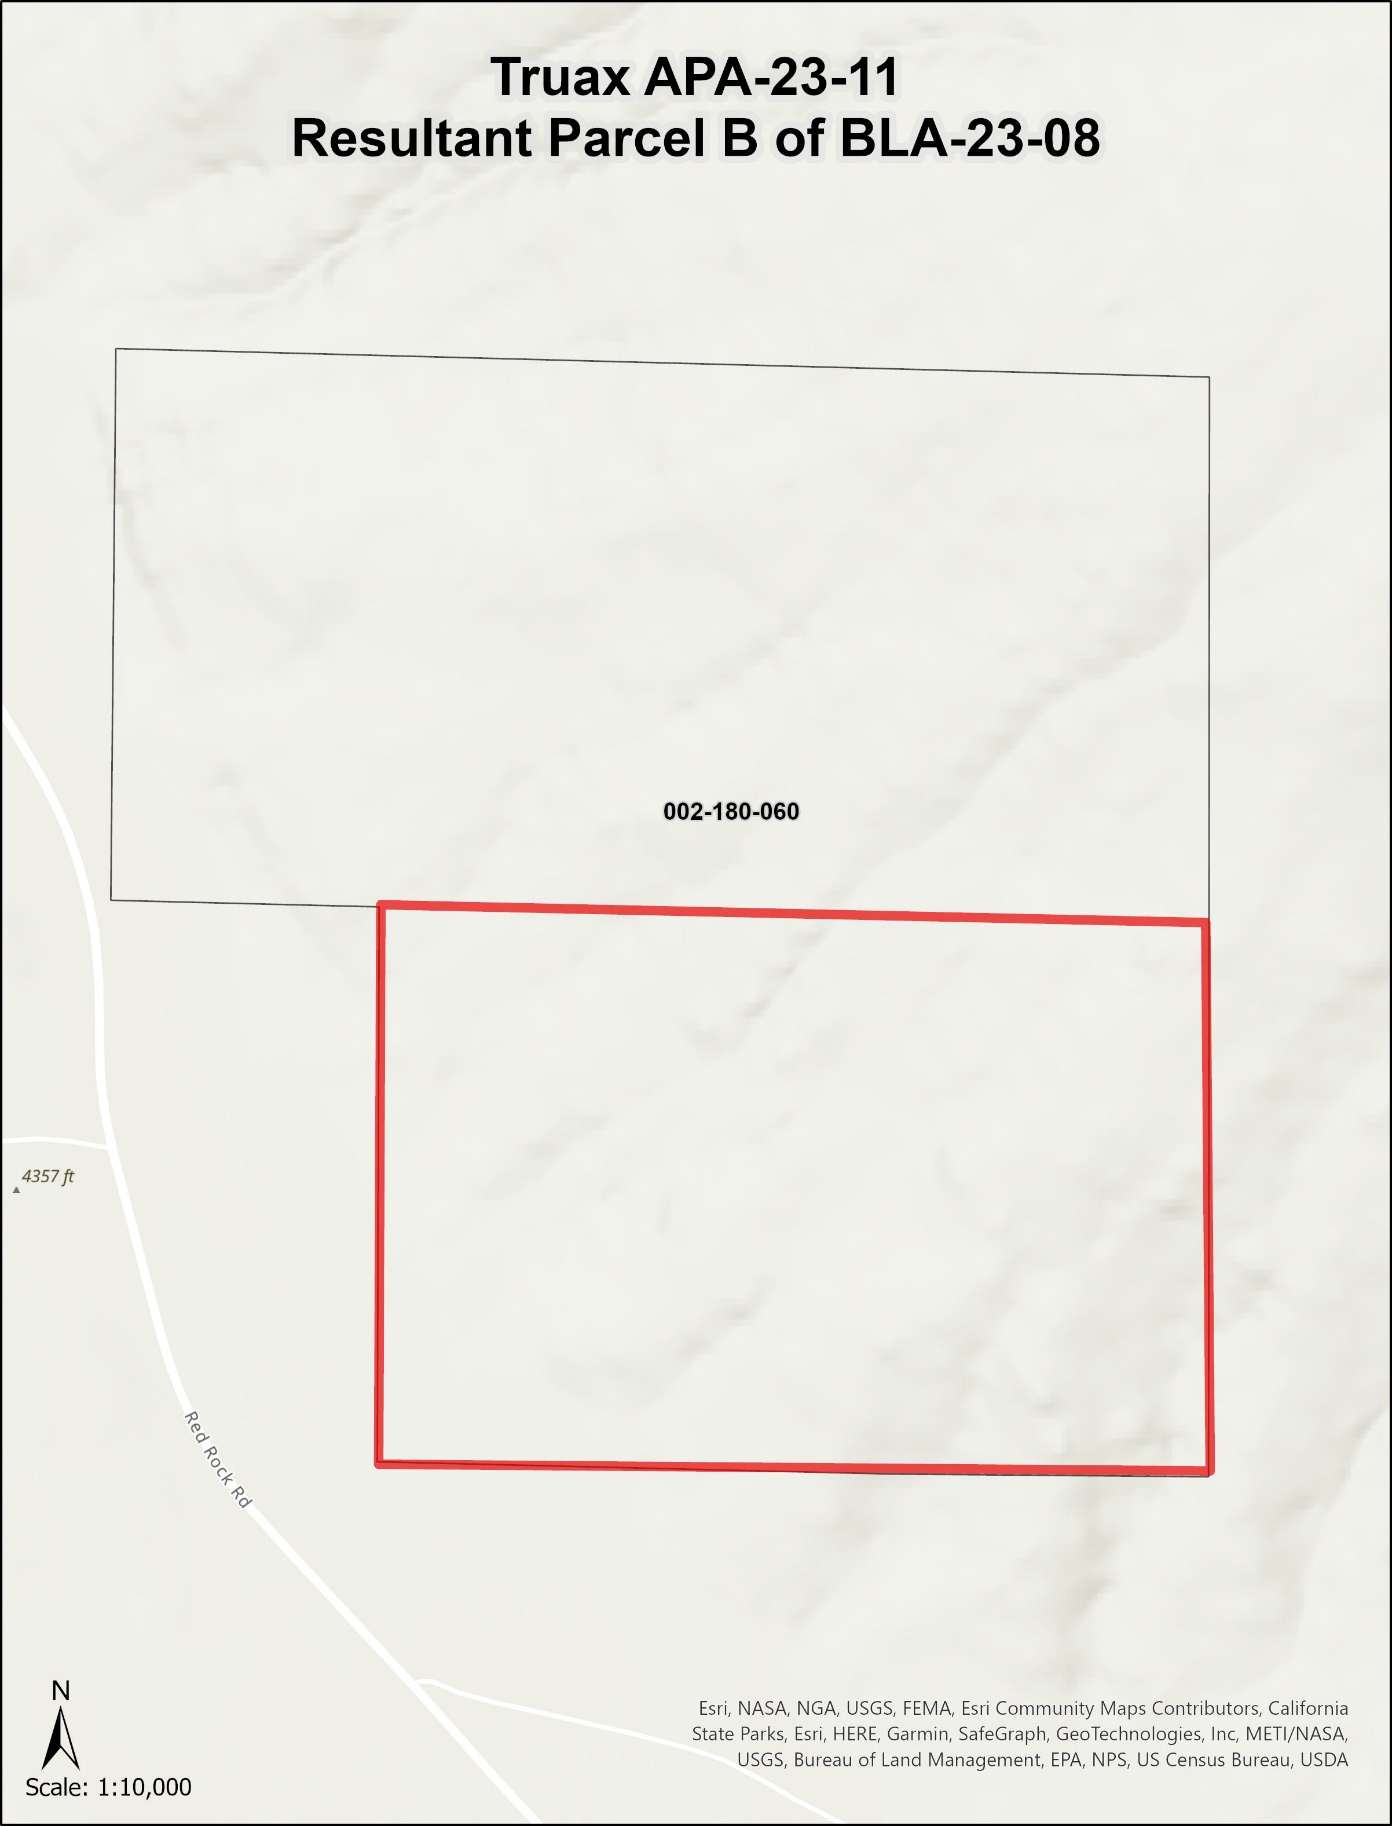 Truax APA-23-11
Resultant Parcel B of BLA-23-08
002-180-060
4357 ft
Red Rock Rd
N
Scale: 1:10,000
Esri, NASA, NGA, USGS, FEMA, Esri Community Maps Contributors, California
State Parks, Esri, HERE, Garmin, SafeGraph, GeoTechnologies, Inc, METI/NASA,
USGS, Bureau of Land Management, EPA, NPS, US Census Bureau, USDA